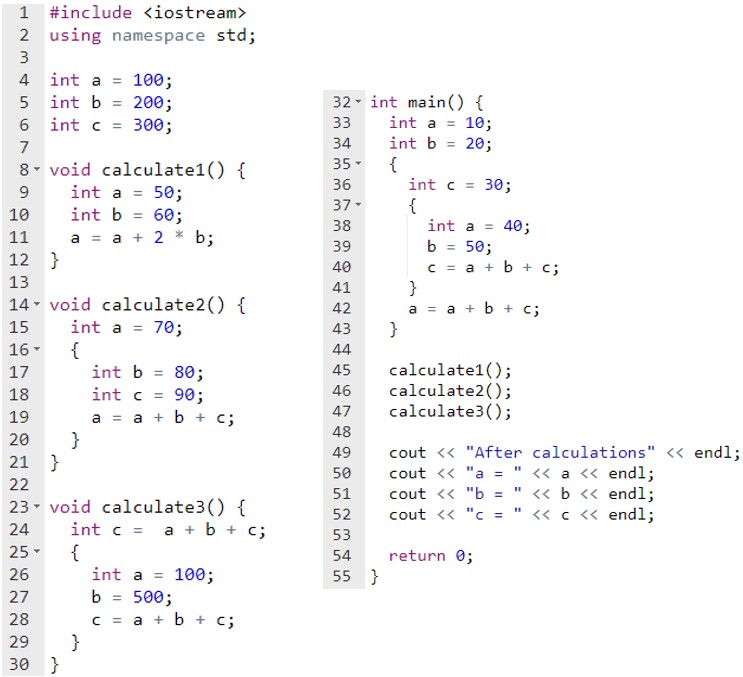 1 #include <iostream>
2 using namespace std;
3
4 int a = 100;
5 int b = 200;
6 int c = 300;
7
8 void calculate1() {
9   int a = 50;
10   int b = 60;
11   a = a + 2 * b;
12 }
13
14 void calculate2() {
15   int a = 70;
16   {
17     int b = 80;
18     int c = 90;
19     a = a + b + c;
20   }
21 }
22
23 void calculate3() {
24   int c =  a + b + c;
25   {
26     int a = 100;
27     b = 500;
28     c = a + b + c;
29   }
30 }
32 int main() {
33   int a = 10;
34   int b = 20;
35   {
36     int c = 30;
37     {
38       int a = 40;
39       b = 50;
40       c = a + b + c;
41     }
42     a = a + b + c;
43   }
44
45   calculate1();
46   calculate2();
47   calculate3();
48
49   cout << "After calculations" << endl;
50   cout << "a = " << a << endl;
51   cout << "b = " << b << endl;
52   cout << "c = " << c << endl;
53
54   return 0;
55 }